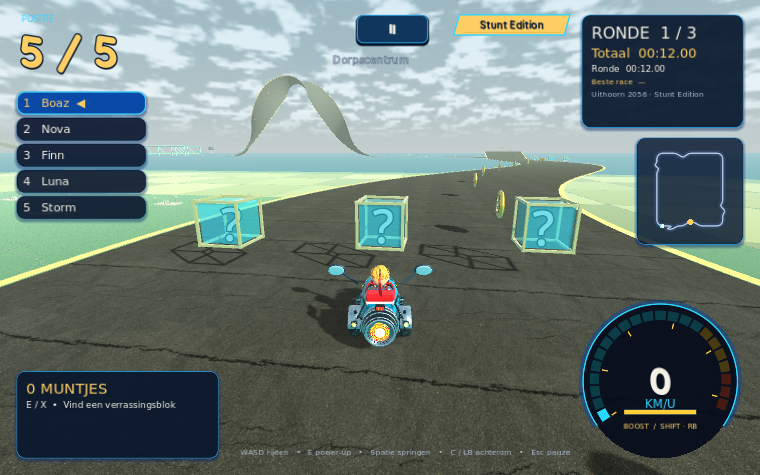 POSITIE
5 / 5
1 Boaz ◀
2 Nova
3 Finn
4 Luna
5 Storm
Stunt Edition
Dorpscentrum
RONDE 1 / 3
Totaal 00:12.00
Ronde 00:12.00
Beste race —
Uithoorn 2056 · Stunt Edition
?
?
?
0 MUNTJES
E / X • Vind een verrassingsblok
0
KM/U
BOOST / SHIFT · RB
WASD rijden • E power-up • Spatie springen • C / LB achterom • Esc pauze